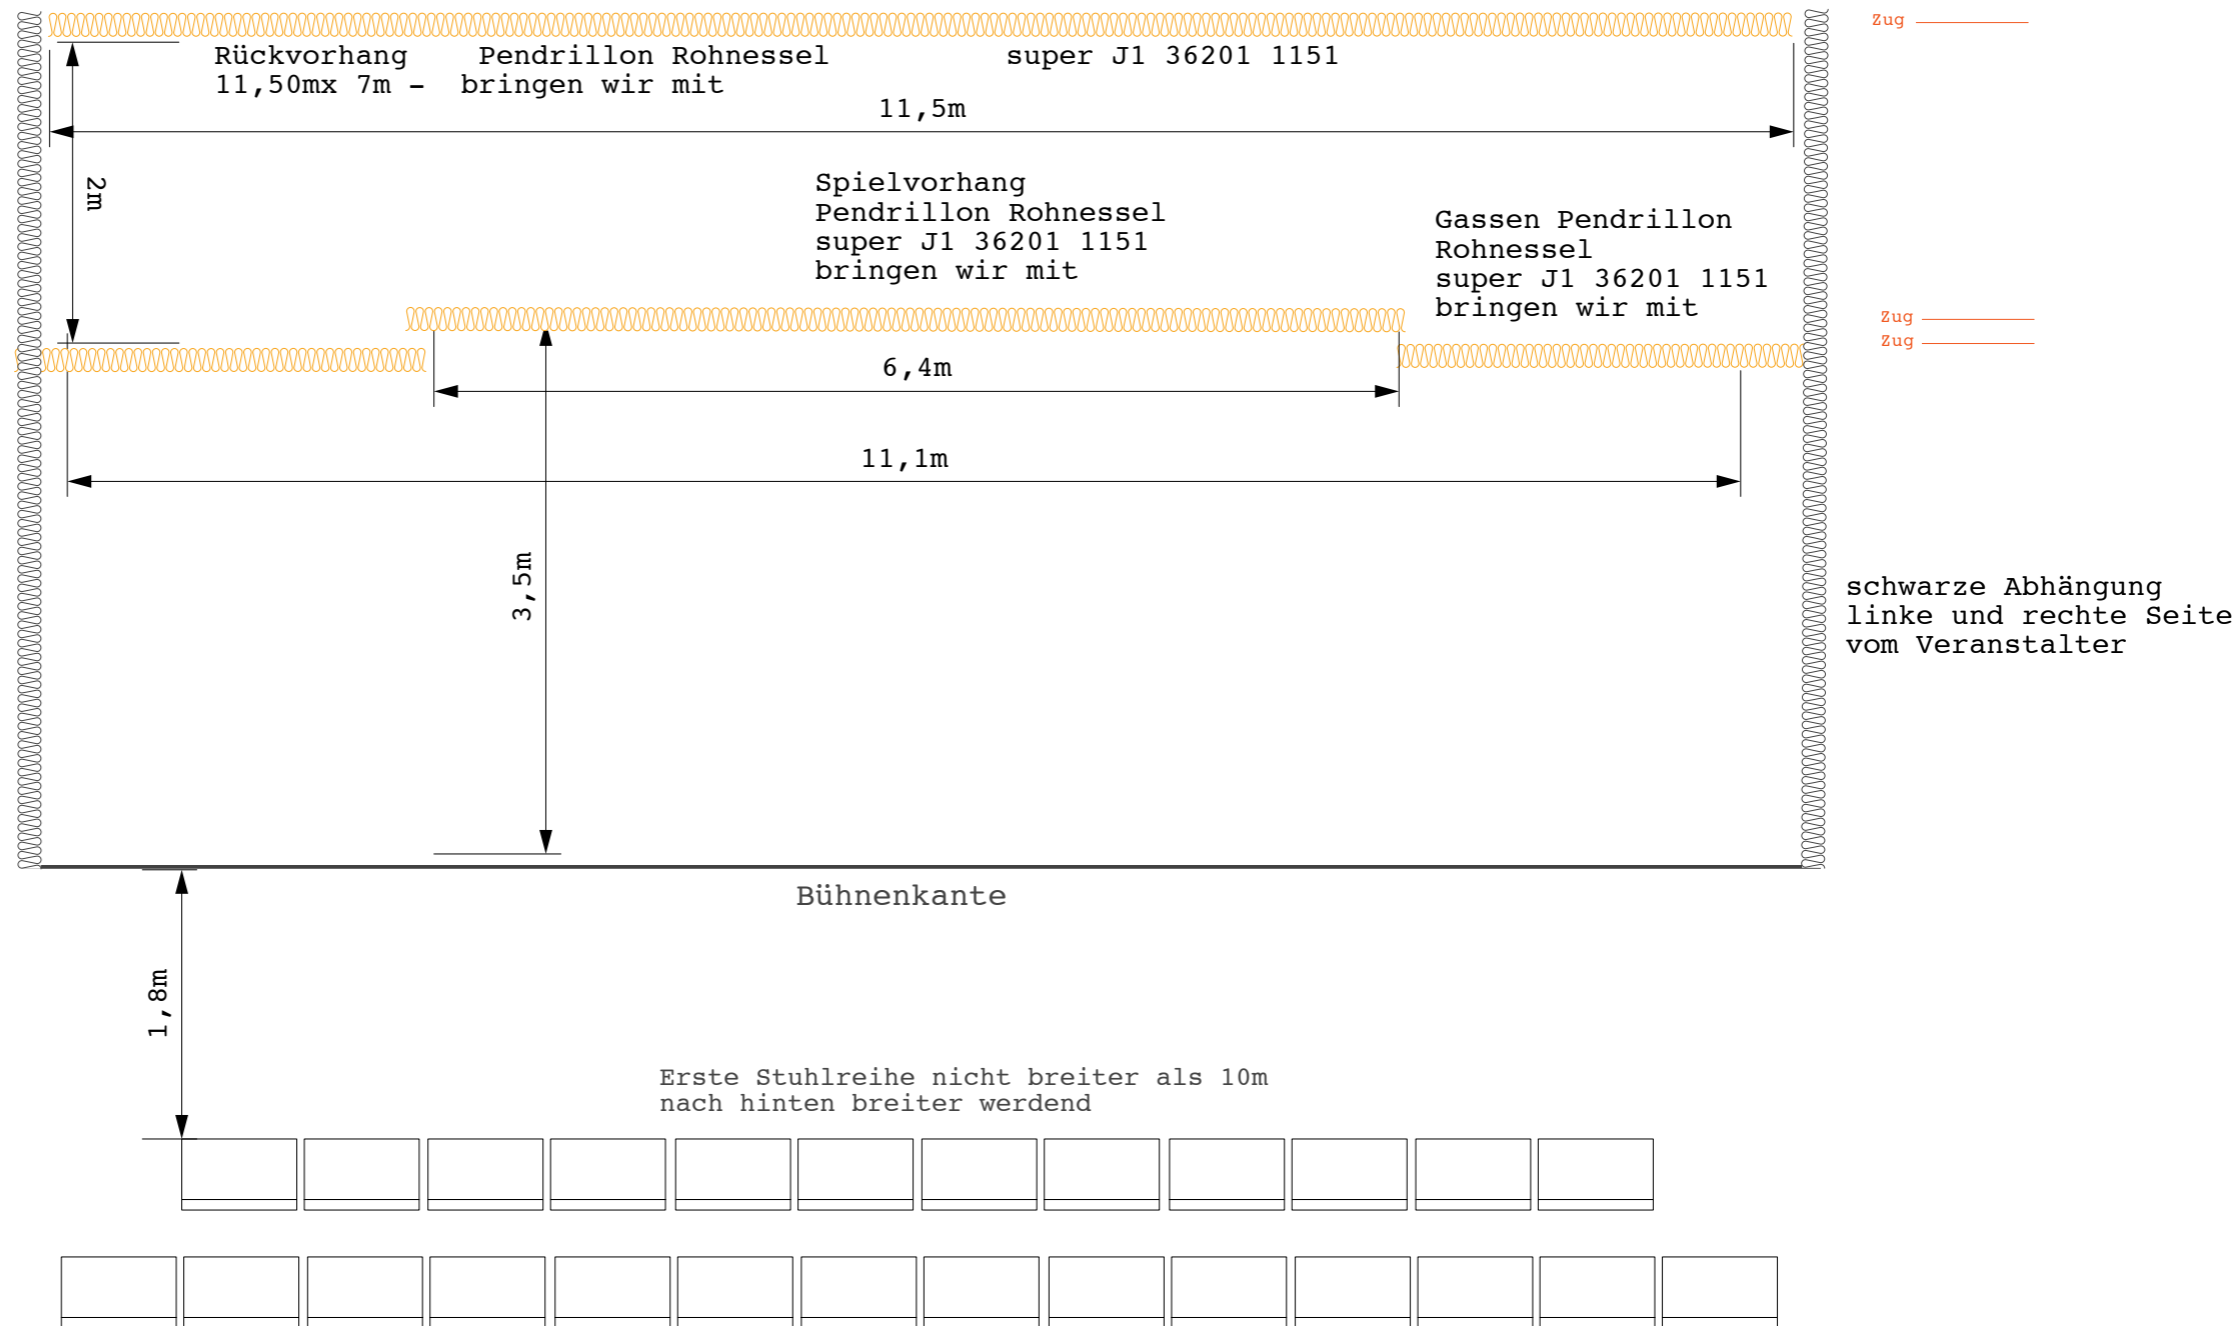 Zug
Rückvorhang Pendrillon Rohnessel super J1 36201 1151
11,50mx 7m - bringen wir mit
11,5m
2m
Spielvorhang
Pendrillon Rohnessel
super J1 36201 1151
bringen wir mit
Gassen Pendrillon
Rohnessel
super J1 36201 1151
bringen wir mit
Zug
Zug
6,4m
11,1m
3,5m
schwarze Abhängung
linke und rechte Seite
vom Veranstalter
Bühnenkante
1,8m
Erste Stuhlreihe nicht breiter als 10m
nach hinten breiter werdend